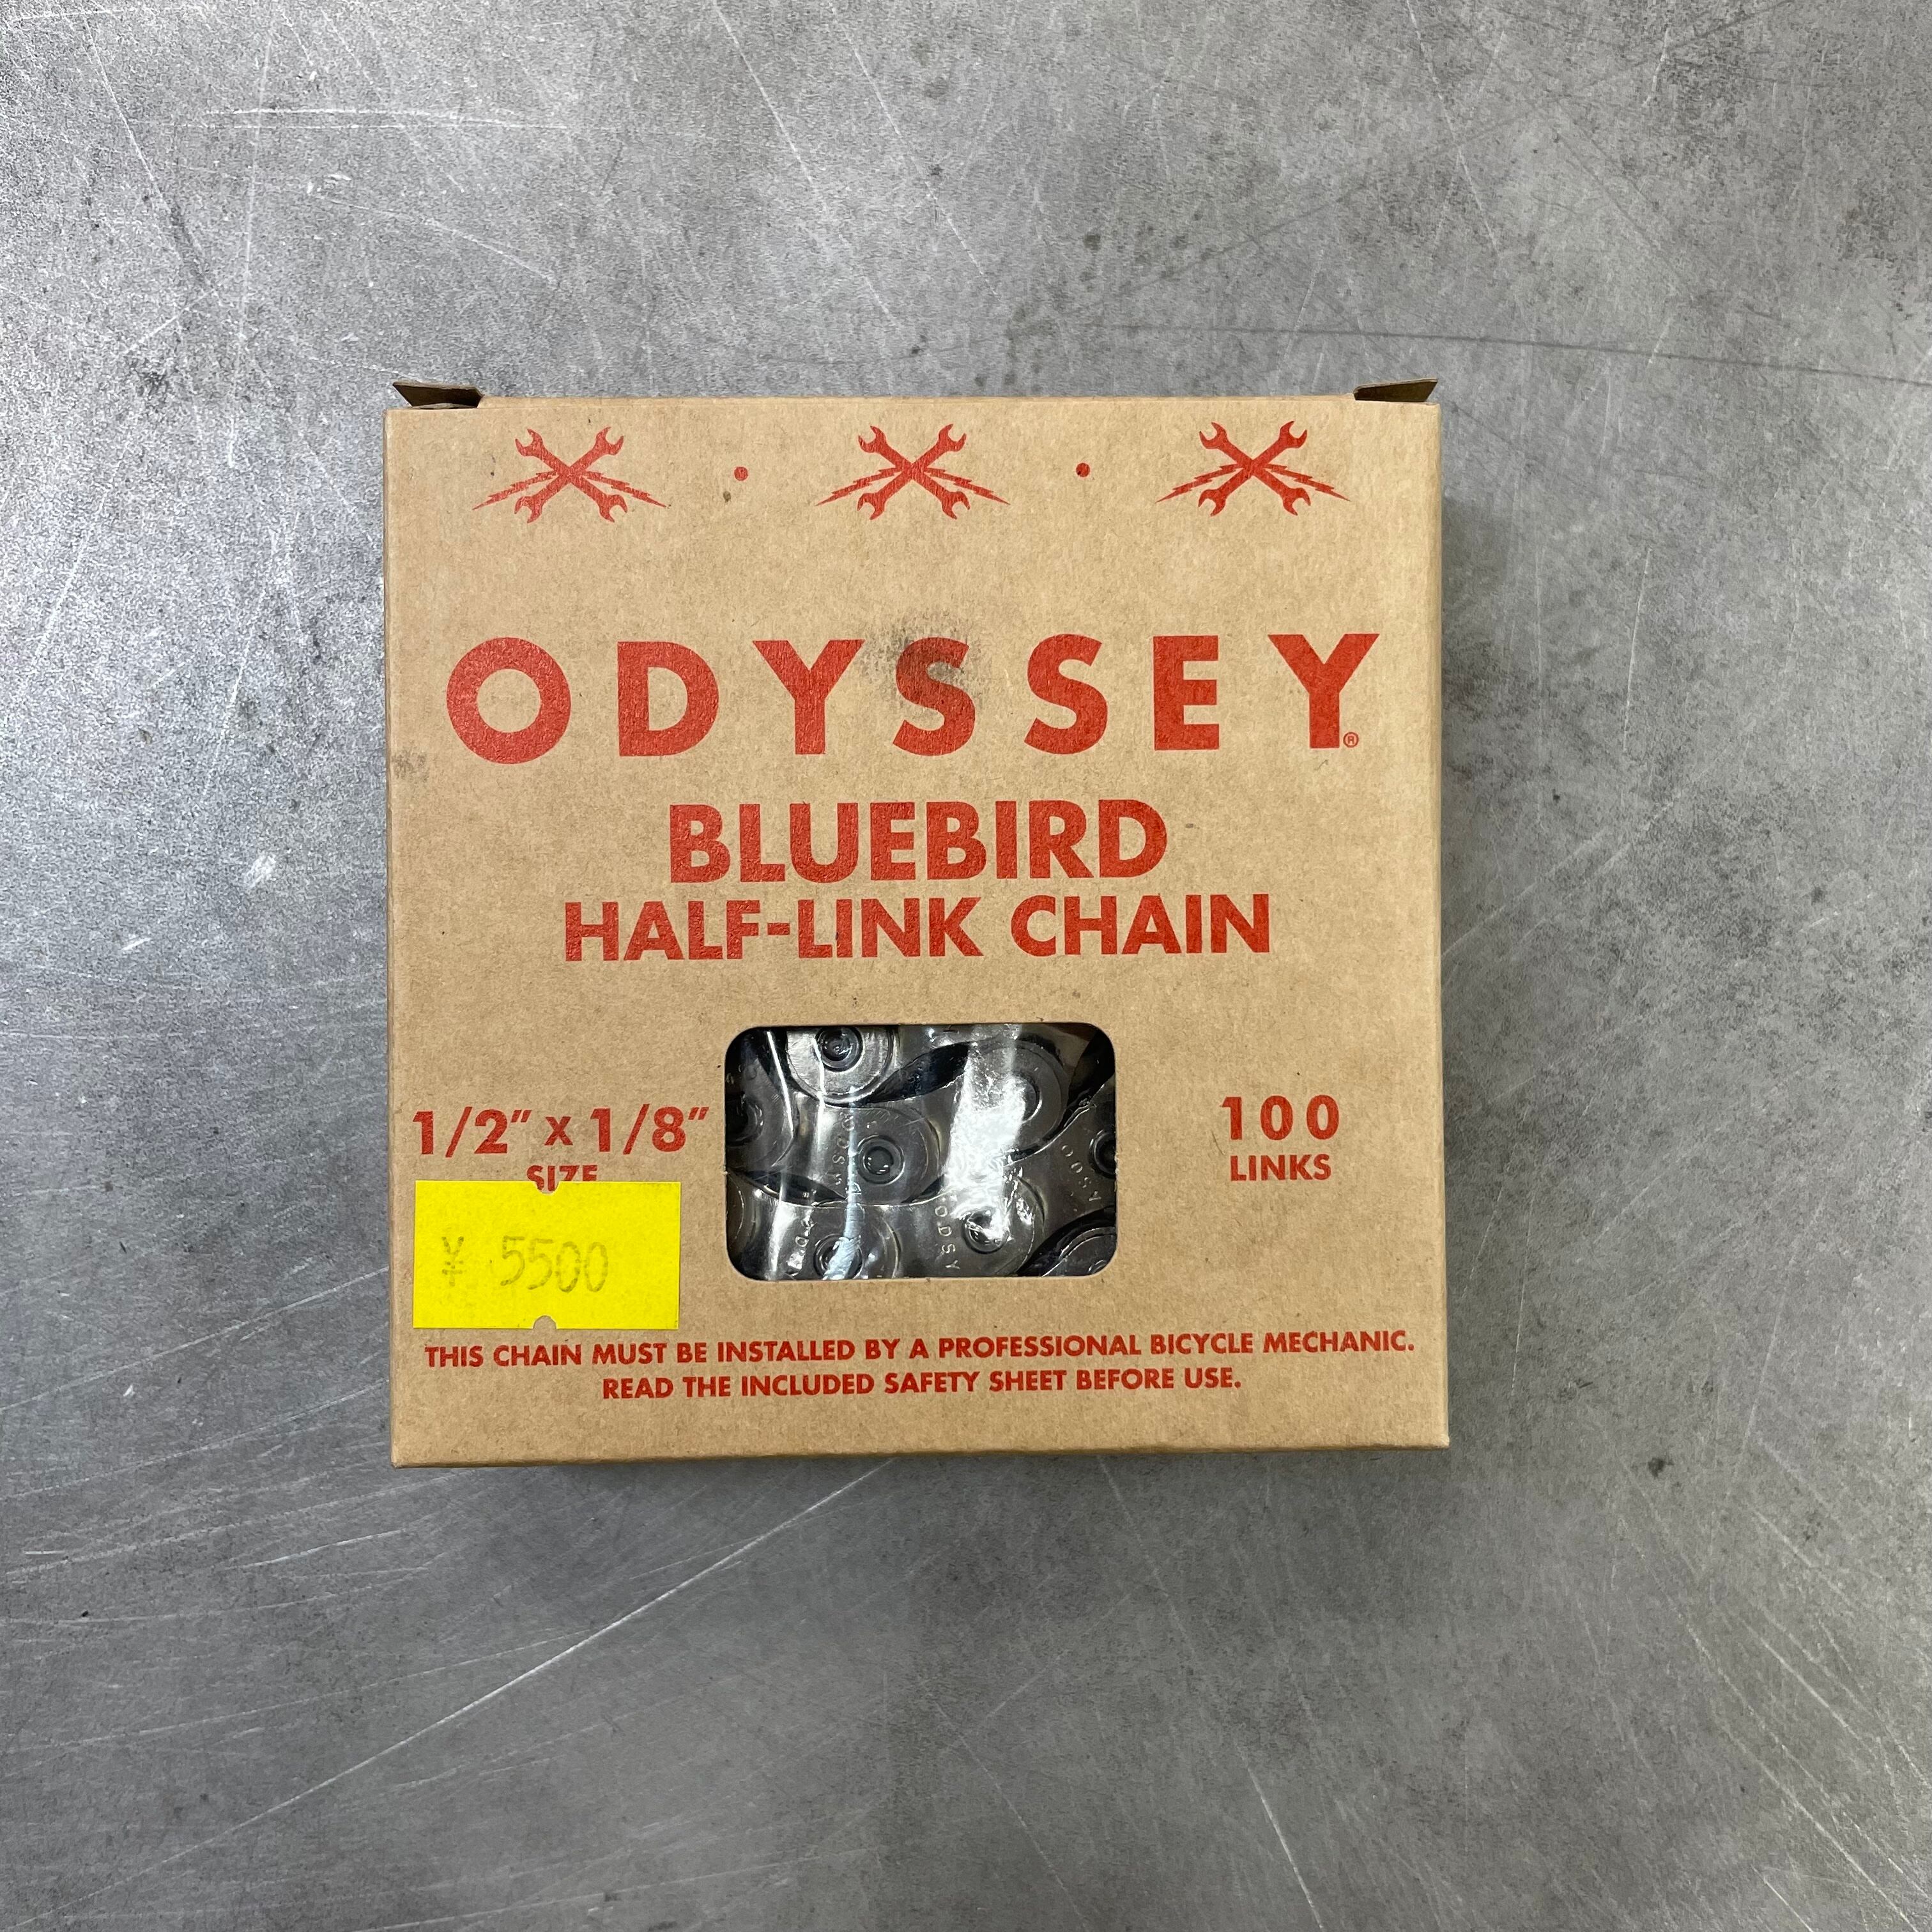 ODYSSEY®
BLUEBIRD
HALF-LINK CHAIN
1/2" x 1/8"
SIZE
100
LINKS
¥ 5500
THIS CHAIN MUST BE INSTALLED BY A PROFESSIONAL BICYCLE MECHANIC.
READ THE INCLUDED SAFETY SHEET BEFORE USE.